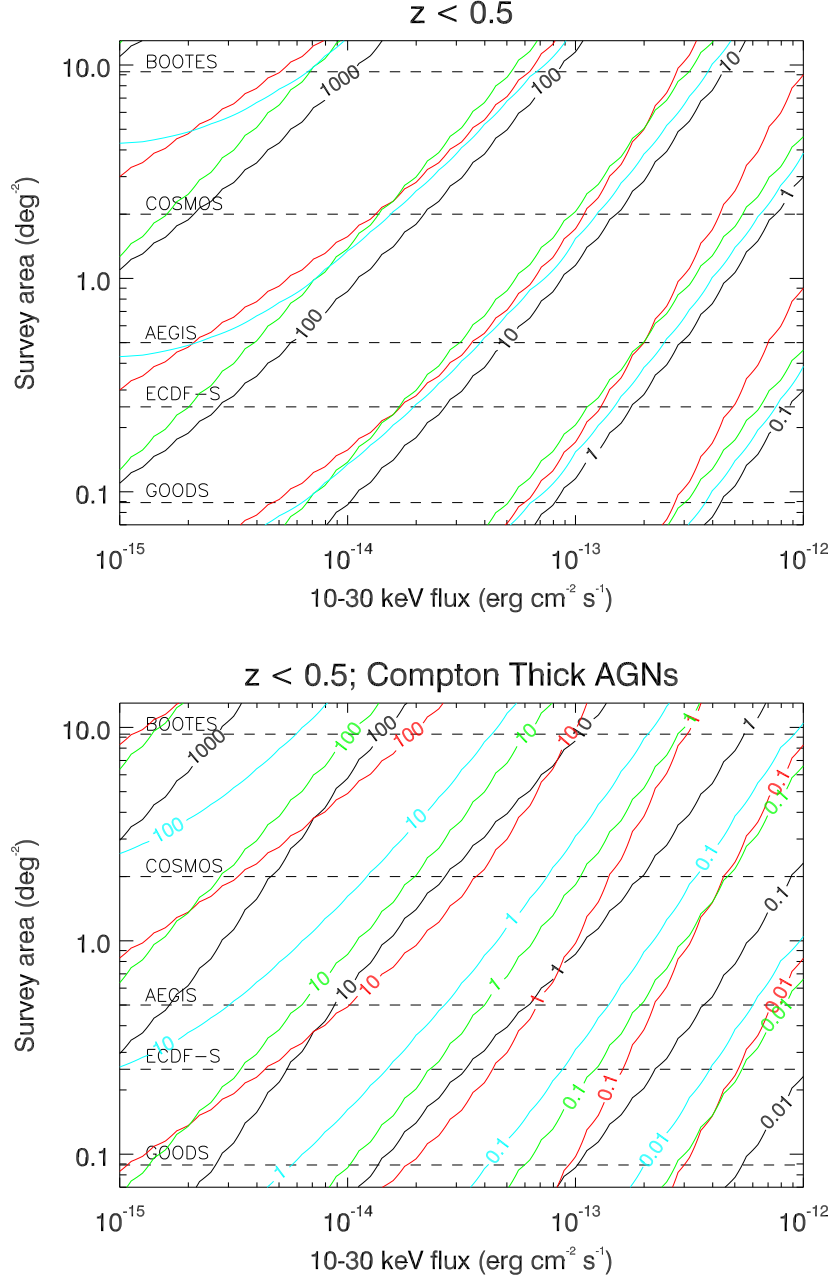 z < 0.5
10.0
BOOTES
1000
100
10
COSMOS
1
1.0
AEGIS
100
10
ECDF-S
0.1
1
0.1
GOODS
10⁻¹⁵ 10⁻¹⁴ 10⁻¹³ 10⁻¹²
Survey area (deg⁻²)
10-30 keV flux (erg cm⁻² s⁻¹)
z < 0.5; Compton Thick AGNs
10.0
BOOTES
1000 100 100 100 10 10 10 1 1 1
100 10 0.1 0.1
COSMOS
0.1
1 0.1
1.0
AEGIS
10 10 10 1 1 1 0.01 0.01
10
ECDF-S
0.1 0.1 0.01
0.1
GOODS
1 0.1 0.01
10⁻¹⁵ 10⁻¹⁴ 10⁻¹³ 10⁻¹²
Survey area (deg⁻²)
10-30 keV flux (erg cm⁻² s⁻¹)